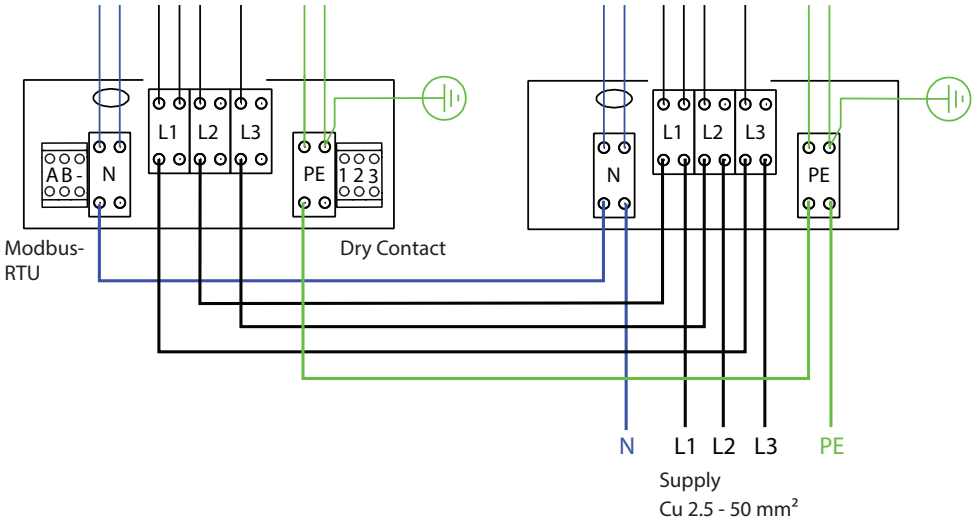 L1 L2 L3
A B - N
PE 1 2 3
Modbus-
RTU
Dry Contact
L1 L2 L3
N
PE
N L1 L2 L3 PE
Supply
Cu 2.5 - 50 mm²